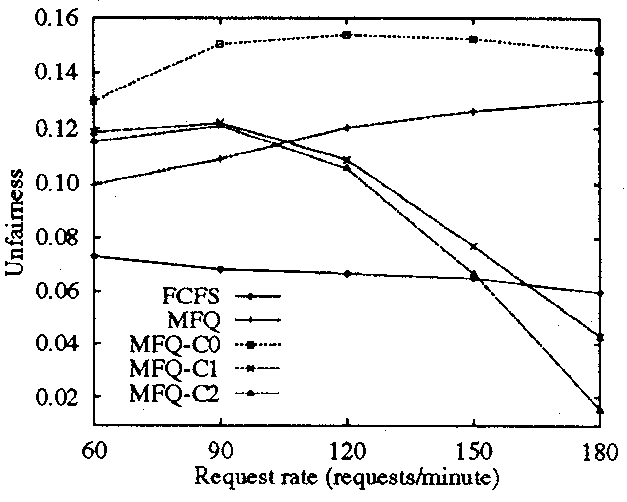 0.16
0.14
0.12
0.10
0.08
0.06
0.04
0.02
Unfairness
FCFS
MFQ
MFQ-C0
MFQ-C1
MFQ-C2
60 90 120 150 180
Request rate (requests/minute)